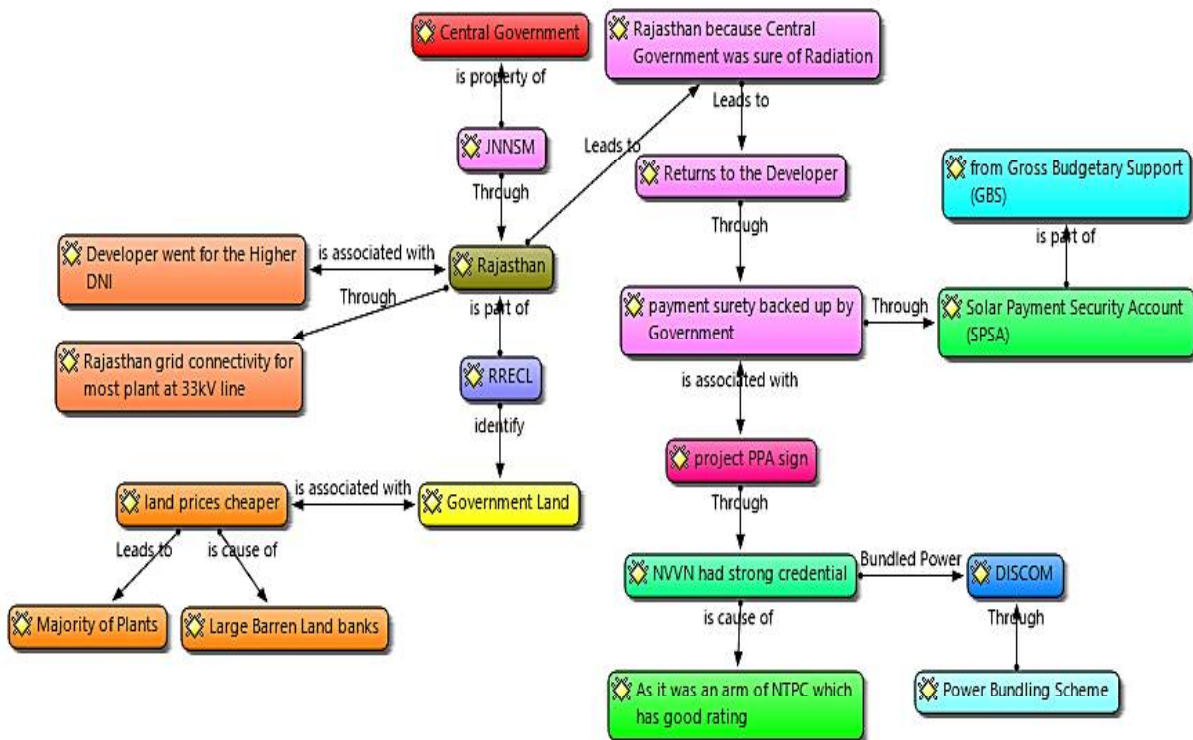 Central Government
Rajasthan because Central
Government was sure of Radiation
is property of
Leads to
JNNSM
Leads to
Through
Returns to the Developer
from Gross Budgetary Support
(GBS)
Through
is part of
Developer went for the Higher
DNI
is associated with
Rajasthan
Through
is part of
payment surety backed up by
Government
Through
Solar Payment Security Account
(SPSA)
Rajasthan grid connectivity for
most plant at 33kV line
RRECL
is associated with
identify
project PPA sign
land prices cheaper
is associated with
Government Land
Through
Leads to
is cause of
NVVN had strong credential
Bundled Power
DISCOM
is cause of
Through
Majority of Plants
Large Barren Land banks
As it was an arm of NTPC which
has good rating
Power Bundling Scheme